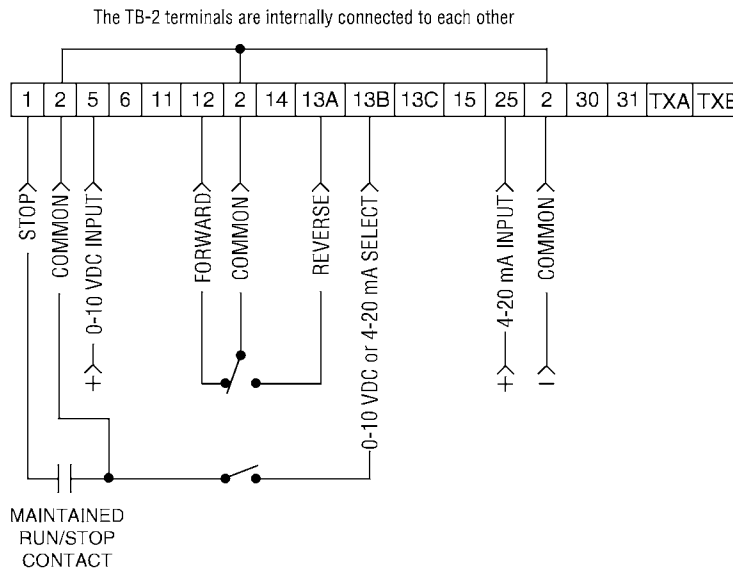 The TB-2 terminals are internally connected to each other
1 2 5 6 11 12 2 14 13A 13B 13C 15 25 2 30 31 TXA TXB
STOP
COMMON
0-10 VDC INPUT
+
FORWARD
COMMON
REVERSE
0-10 VDC or 4-20 mA SELECT
4-20 mA INPUT
+
COMMON
–
MAINTAINED
RUN/STOP
CONTACT